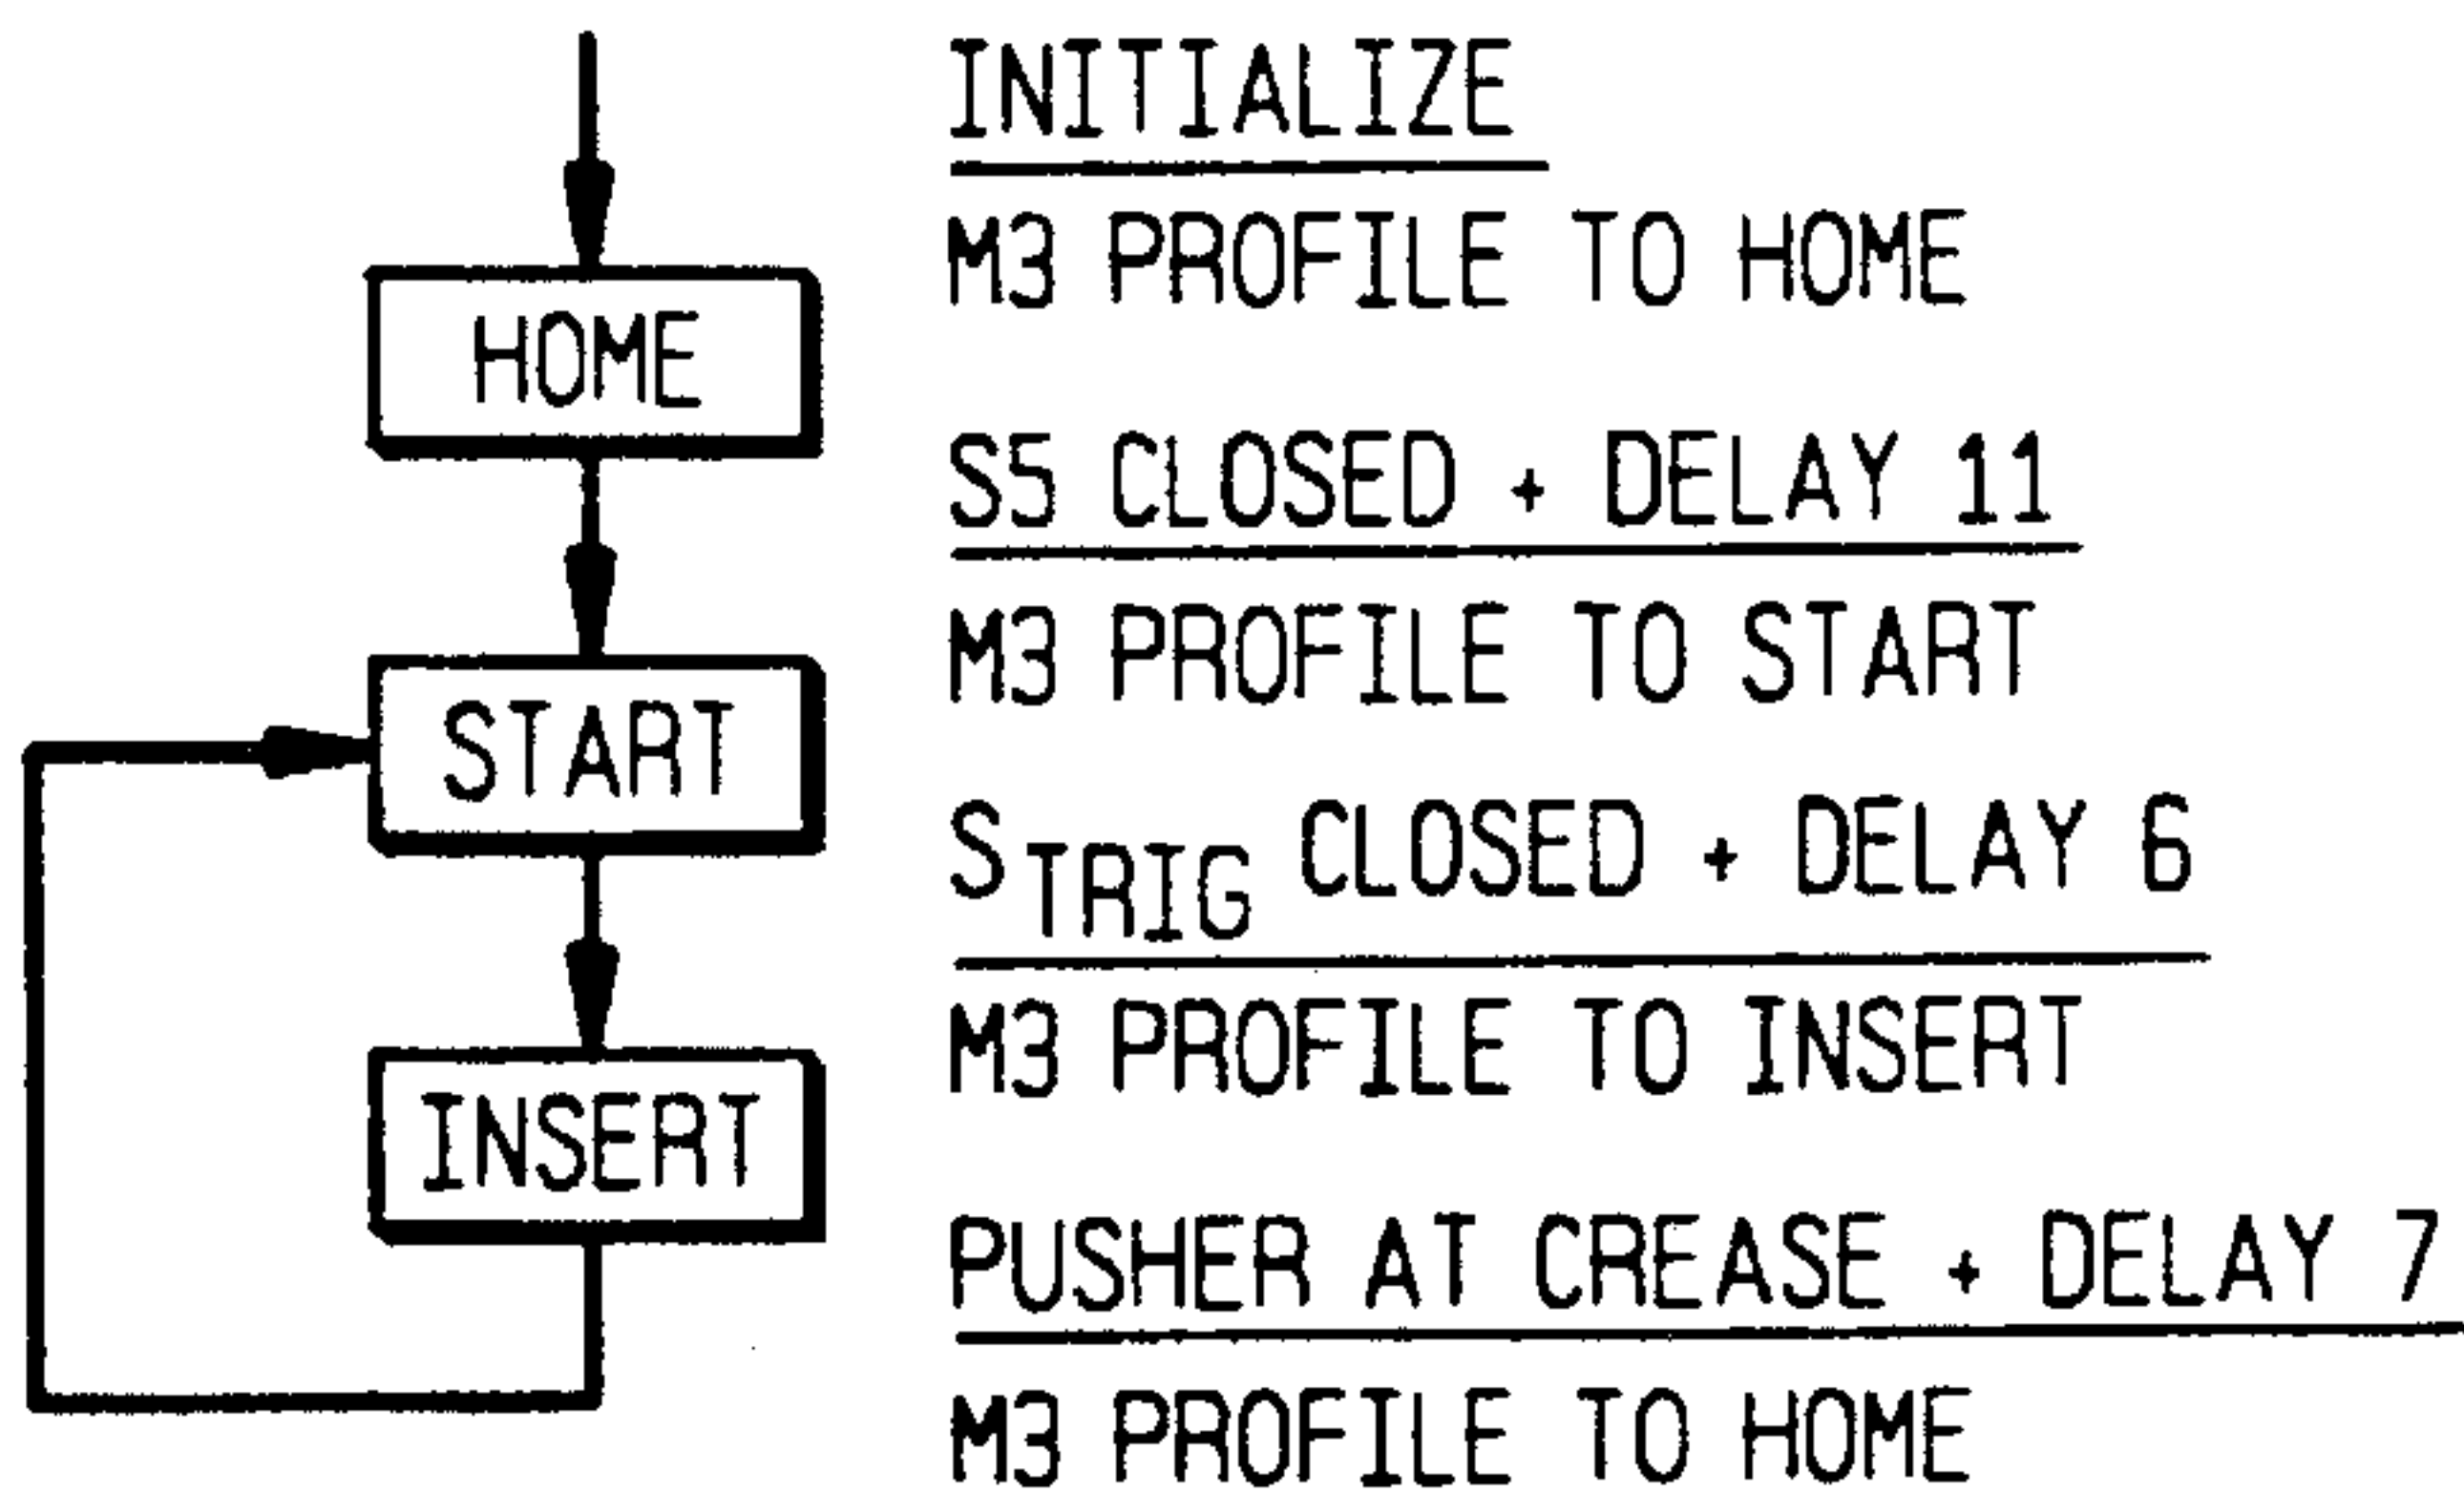 INITIALIZE
M3 PROFILE TO HOME
HOME
S5 CLOSED + DELAY 11
M3 PROFILE TO START
START
STRIG CLOSED + DELAY 6
M3 PROFILE TO INSERT
INSERT
PUSHER AT CREASE + DELAY 7
M3 PROFILE TO HOME